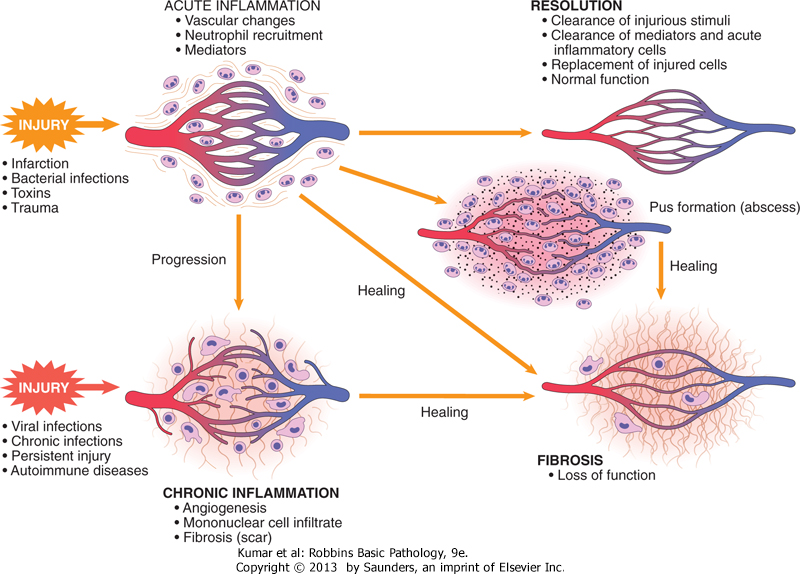 ACUTE INFLAMMATION
• Vascular changes
• Neutrophil recruitment
• Mediators
RESOLUTION
• Clearance of injurious stimuli
• Clearance of mediators and acute
inflammatory cells
• Replacement of injured cells
• Normal function
INJURY
• Infarction
• Bacterial infections
• Toxins
• Trauma
Pus formation (abscess)
Progression
Healing
Healing
INJURY
• Viral infections
• Chronic infections
• Persistent injury
• Autoimmune diseases
Healing
FIBROSIS
• Loss of function
CHRONIC INFLAMMATION
• Angiogenesis
• Mononuclear cell infiltrate
• Fibrosis (scar)
Kumar et al: Robbins Basic Pathology, 9e.
Copyright © 2013 by Saunders, an imprint of Elsevier Inc.